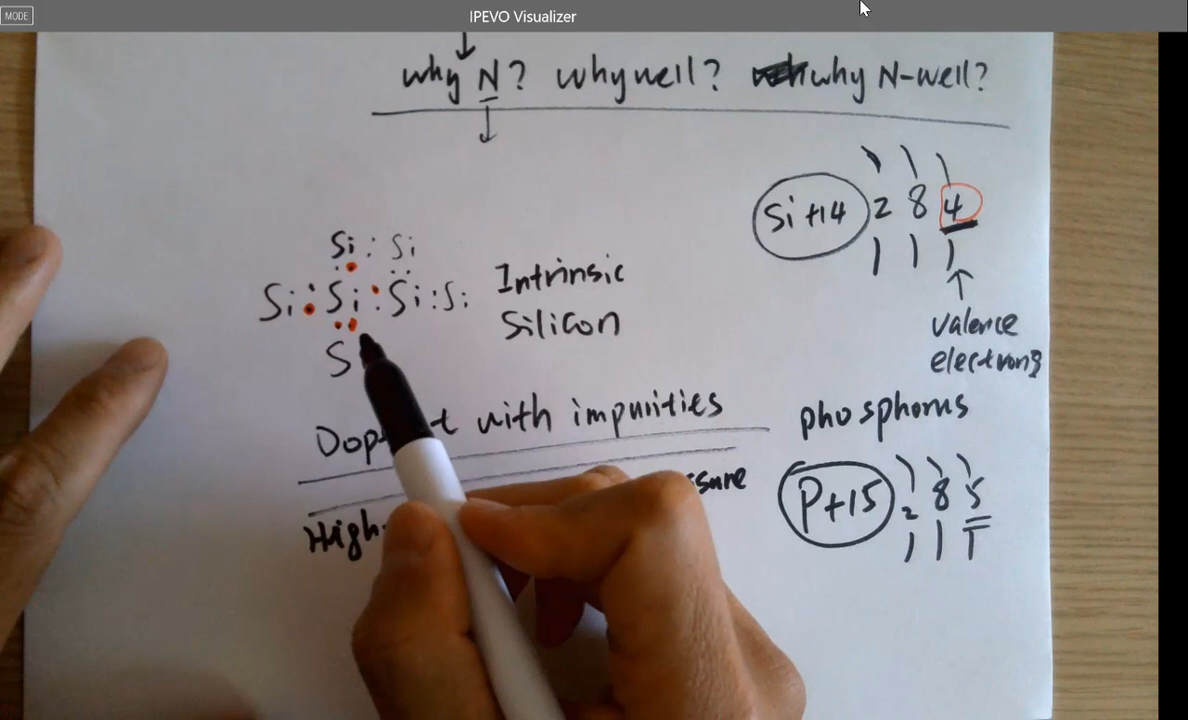 MODE
IPEVO Visualizer
why N? why well? why N-well?
Si +14 2 8 4
Si : Si
Si : Si : Si : Si
S
Intrinsic
Silicon
valence
electrons
with impurities
phosphorus
P+15 2 8 5
High